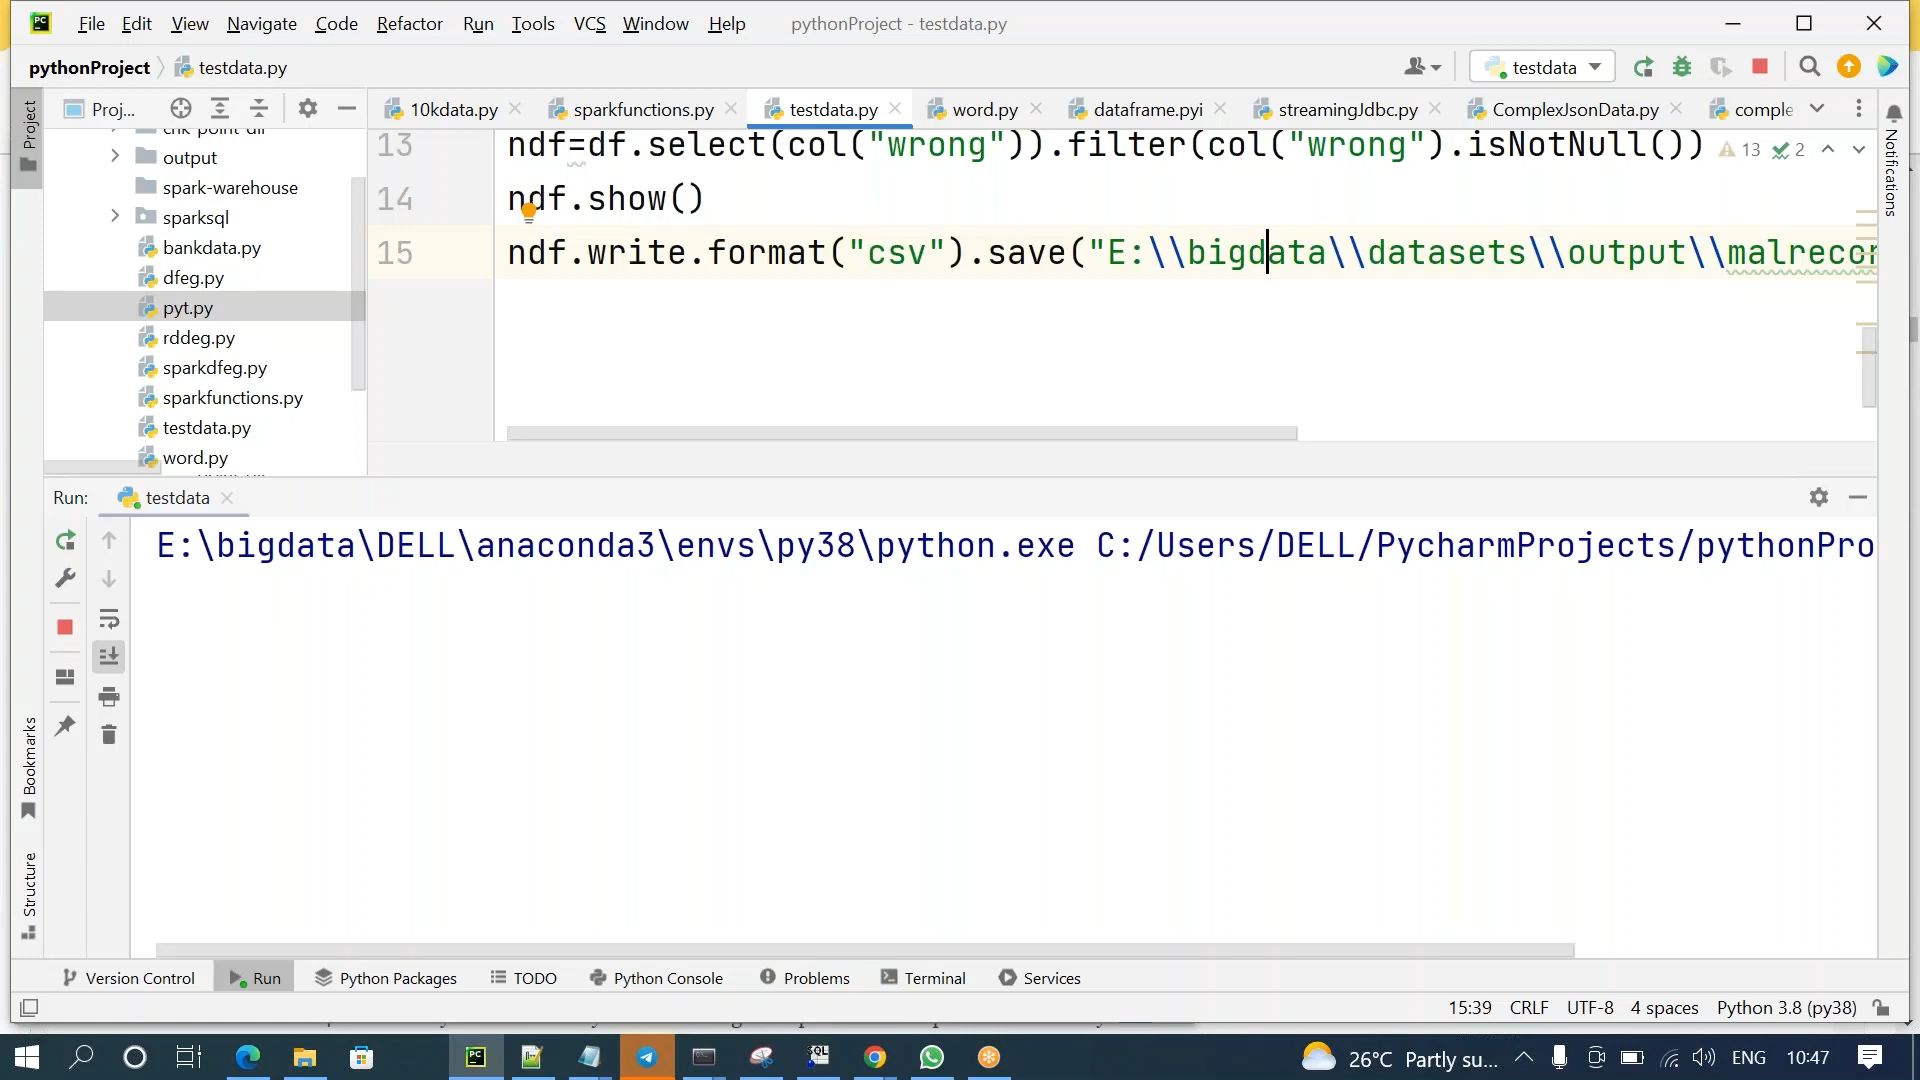 File Edit View Navigate Code Refactor Run Tools VCS Window Help pythonProject - testdata.py
pythonProject testdata.py testdata
Project Proj... 10kdata.py sparkfunctions.py testdata.py word.py dataframe.pyi streamingJdbc.py ComplexJsonData.py comple
Notifications
output
spark-warehouse
sparksql
bankdata.py
dfeg.py
pyt.py
rddeg.py
sparkdfeg.py
sparkfunctions.py
testdata.py
word.py
13 ndf=df.select(col("wrong")).filter(col("wrong").isNotNull()) 13 2
14 ndf.show()
15 ndf.write.format("csv").save("E:\\bigdata\\datasets\\output\\malrecor
Run: testdata
E:\bigdata\DELL\anaconda3\envs\py38\python.exe C:/Users/DELL/PycharmProjects/pythonPro
Bookmarks
Structure
Version Control Run Python Packages TODO Python Console Problems Terminal Services
15:39 CRLF UTF-8 4 spaces Python 3.8 (py38)
26°C Partly su... ENG 10:47